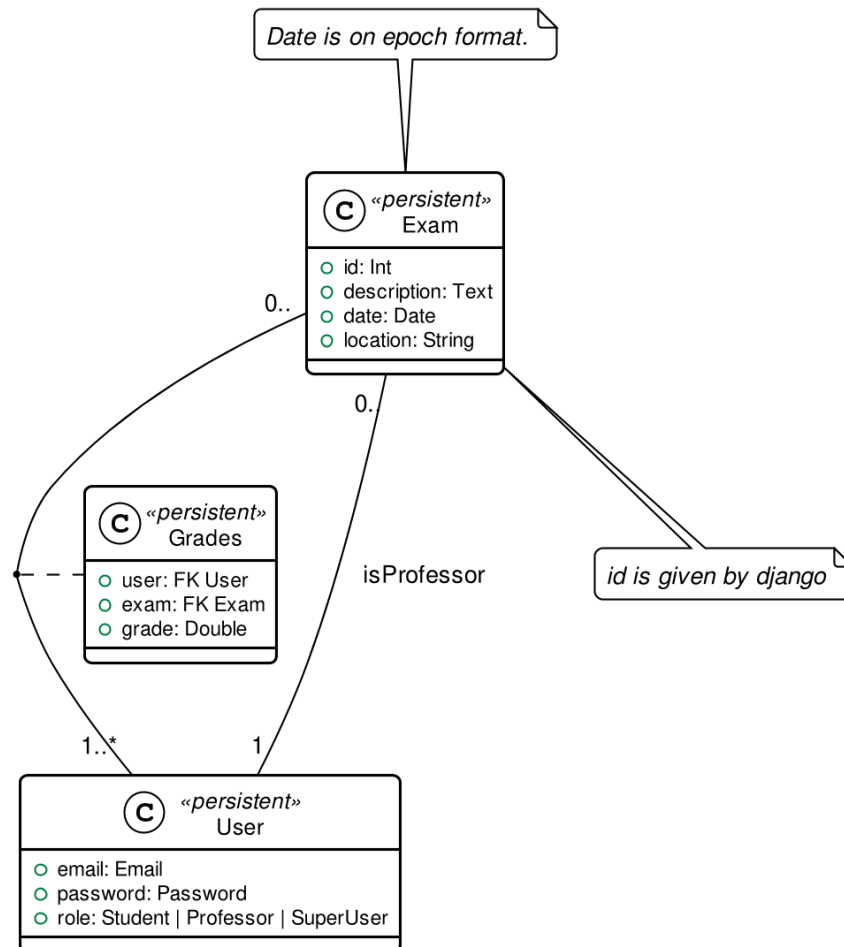 Date is on epoch format.
C «persistent»
Exam
id: Int
description: Text
date: Date
location: String
0..
0..
C «persistent»
Grades
user: FK User
exam: FK Exam
grade: Double
isProfessor
id is given by django
1..*
1
C «persistent»
User
email: Email
password: Password
role: Student | Professor | SuperUser